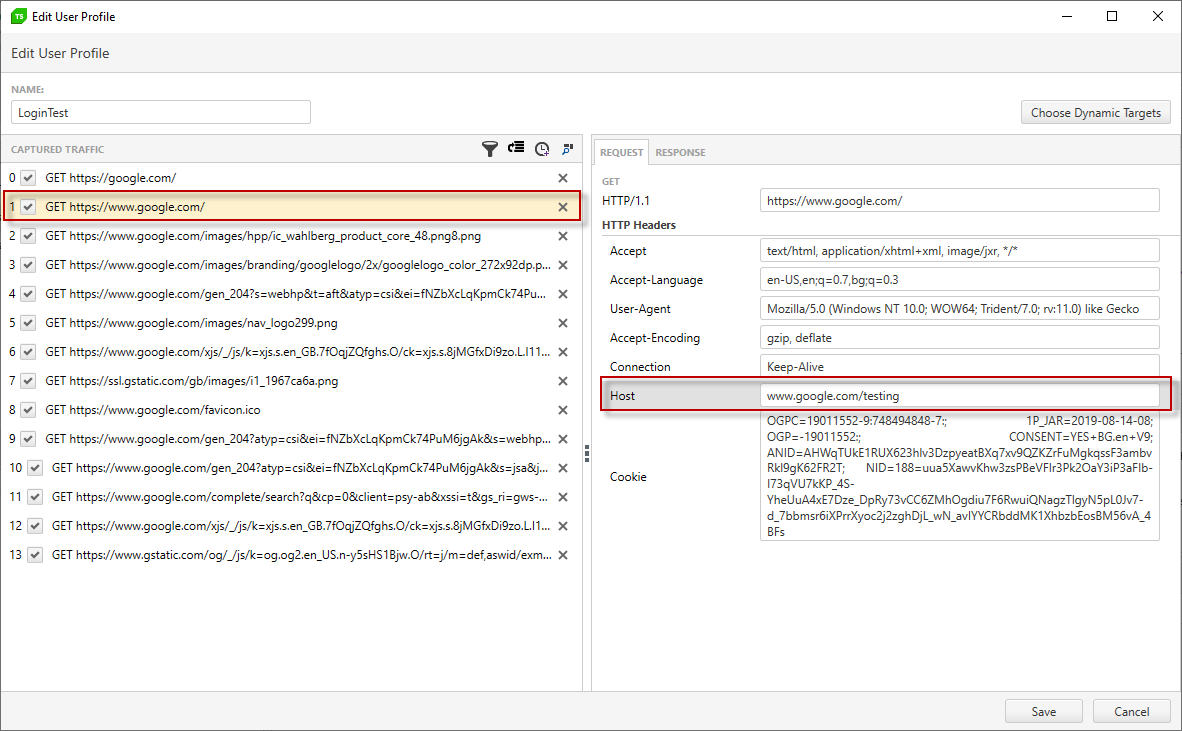 TS Edit User Profile
Edit User Profile
NAME:
LoginTest
Choose Dynamic Targets
CAPTURED TRAFFIC
0 GET https://google.com/
1 GET https://www.google.com/
2 GET https://www.google.com/images/hpp/ic_wahlberg_product_core_48.png8.png
3 GET https://www.google.com/images/branding/googlelogo/2x/googlelogo_color_272x92dp.p...
4 GET https://www.google.com/gen_204?s=webhp&t=aft&atyp=csi&ei=fNZbXcLqKpmCk74Pu...
5 GET https://www.google.com/images/nav_logo299.png
6 GET https://www.google.com/xjs/_/js/k=xjs.s.en_GB.7fOqjZQfghs.O/ck=xjs.s.8jMGfxDi9zo.L.I11...
7 GET https://ssl.gstatic.com/gb/images/i1_1967ca6a.png
8 GET https://www.google.com/favicon.ico
9 GET https://www.google.com/gen_204?atyp=csi&ei=fNZbXcLqKpmCk74PuM6jgAk&s=webhp...
10 GET https://www.google.com/gen_204?atyp=csi&ei=fNZbXcLqKpmCk74PuM6jgAk&s=jsa&j...
11 GET https://www.google.com/complete/search?q&cp=0&client=psy-ab&xssi=t&gs_ri=gws-...
12 GET https://www.google.com/xjs/_/js/k=xjs.s.en_GB.7fOqjZQfghs.O/ck=xjs.s.8jMGfxDi9zo.L.I1...
13 GET https://www.gstatic.com/og/_/js/k=og.og2.en_US.n-y5sHS1Bjw.O/rt=j/m=def,aswid/exm...
REQUEST RESPONSE
GET
HTTP/1.1 https://www.google.com/
HTTP Headers
Accept text/html, application/xhtml+xml, image/jxr, */*
Accept-Language en-US,en;q=0.7,bg;q=0.3
User-Agent Mozilla/5.0 (Windows NT 10.0; WOW64; Trident/7.0; rv:11.0) like Gecko
Accept-Encoding gzip, deflate
Connection Keep-Alive
Host www.google.com/testing
OGPC=19011552-9:748494848-7:; 1P_JAR=2019-08-14-08;
OGP=-19011552:; CONSENT=YES+BG.en+V9;
ANID=AHWqTUkE1RUX623hlv3DzpyeatBXq7xv9QZKZrFuMgkqssF3ambv
RkI9gK62FR2T; NID=188=uua5XawvKhw3zsPBeVFIr3Pk2OaY3iP3aFIb-
Cookie I73qVU7kKP_4S-
YheUuA4xE7Dze_DpRy73vCC6ZMhOgdiu7F6RwuiQNagzTlgyN5pL0Jv7-
d_7bbmsr6iXPrrXyoc2j2zghDjL_wN_avIYYCRbddMK1XhbzbEosBM56vA_4
BFs
Save Cancel